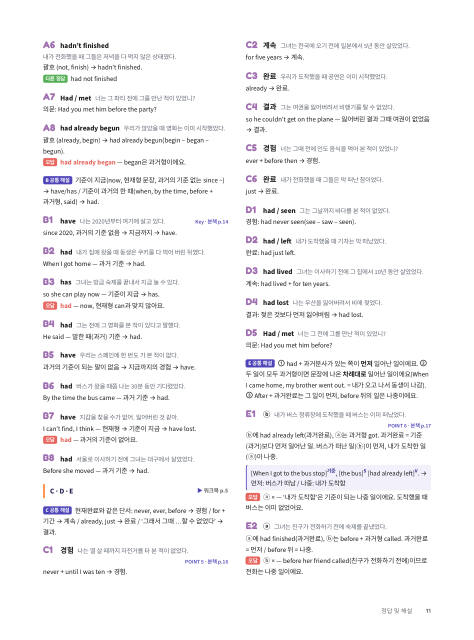 A6 hadn't finished
내가 전화했을 때 그들은 저녁을 다 먹지 않은 상태였다.
괄호 (not, finish) → hadn't finished.
다른 정답 had not finished
A7 Had / met 너는 그 파티 전에 그를 만난 적이 있었니?
의문: Had you met him before the party?
A8 had already begun 우리가 앉았을 때 영화는 이미 시작했었다.
괄호 (already, begin) → had already begun(begin – began –
begun).
오답 had already began — began은 과거형이에요.
B 공통 해설 기준이 지금(now, 현재형 문장, 과거의 기준 없는 since ~)
→ have/has / 기준이 과거의 한 때(when, by the time, before +
과거형, said) → had.
B1 have 나는 2020년부터 여기에 살고 있다. Key · 본책 p.14
since 2020, 과거의 기준 없음 → 지금까지 → have.
B2 had 내가 집에 왔을 때 동생은 쿠키를 다 먹어 버린 뒤였다.
When I got home — 과거 기준 → had.
B3 has 그녀는 방금 숙제를 끝내서 지금 놀 수 있다.
so she can play now — 기준이 지금 → has.
오답 had — now, 현재형 can과 맞지 않아요.
B4 had 그는 전에 그 영화를 본 적이 있다고 말했다.
He said — 말한 때(과거) 기준 → had.
B5 have 우리는 스페인에 한 번도 가 본 적이 없다.
과거의 기준이 되는 말이 없음 → 지금까지의 경험 → have.
B6 had 버스가 왔을 때쯤 나는 30분 동안 기다렸었다.
By the time the bus came — 과거 기준 → had.
B7 have 지갑을 찾을 수가 없어. 잃어버린 것 같아.
I can't find, I think — 현재형 → 기준이 지금 → have lost.
오답 had — 과거의 기준이 없어요.
B8 had 서울로 이사하기 전에 그녀는 대구에서 살았었다.
Before she moved — 과거 기준 → had.
C · D · E ▶ 워크북 p.5
C 공통 해설 현재완료와 같은 단서: never, ever, before → 경험 / for +
기간 → 계속 / already, just → 완료 / '그래서 그때 …할 수 없었다' →
결과.
C1 경험 나는 열 살 때까지 자전거를 타 본 적이 없었다.
POINT 5 · 본책 p.15
never + until I was ten → 경험.
C2 계속 그녀는 한국에 오기 전에 일본에서 5년 동안 살았었다.
for five years → 계속.
C3 완료 우리가 도착했을 때 공연은 이미 시작했었다.
already → 완료.
C4 결과 그는 여권을 잃어버려서 비행기를 탈 수 없었다.
so he couldn't get on the plane — 잃어버린 결과 그때 여권이 없었음
→ 결과.
C5 경험 너는 그때 전에 인도 음식을 먹어 본 적이 있었니?
ever + before then → 경험.
C6 완료 내가 전화했을 때 그들은 막 떠난 참이었다.
just → 완료.
D1 had / seen 그는 그날까지 바다를 본 적이 없었다.
경험: had never seen(see – saw – seen).
D2 had / left 내가 도착했을 때 기차는 막 떠났었다.
완료: had just left.
D3 had lived 그녀는 이사하기 전에 그 집에서 10년 동안 살았었다.
계속: had lived + for ten years.
D4 had lost 나는 우산을 잃어버려서 비에 젖었다.
결과: 젖은 것보다 먼저 잃어버림 → had lost.
D5 Had / met 너는 그 전에 그를 만난 적이 있었니?
의문: Had you met him before?
E 공통 해설 ① had + 과거분사가 있는 쪽이 먼저 일어난 일이에요. ②
두 일이 모두 과거형이면 문장에 나온 차례대로 일어난 일이에요(When
I came home, my brother went out. = 내가 오고 나서 동생이 나감).
③ After + 과거완료는 그 일이 먼저, before 뒤의 일은 나중이에요.
E1 ⓑ 내가 버스 정류장에 도착했을 때 버스는 이미 떠났었다.
POINT 6 · 본책 p.17
ⓑ에 had already left(과거완료), ⓐ는 과거형 got. 과거완료 = 기준
(과거)보다 먼저 일어난 일. 버스가 떠난 일(ⓑ)이 먼저, 내가 도착한 일
(ⓐ)이 나중.
[When I got to the bus stop]기준, [the bus]S [had already left]V. →
먼저: 버스가 떠남 / 나중: 내가 도착함
오답 ⓐ × — '내가 도착함'은 기준이 되는 나중 일이에요. 도착했을 때
버스는 이미 없었어요.
E2 ⓐ 그녀는 친구가 전화하기 전에 숙제를 끝냈었다.
ⓐ에 had finished(과거완료), ⓑ는 before + 과거형 called. 과거완료
= 먼저 / before 뒤 = 나중.
오답 ⓑ × — before her friend called(친구가 전화하기 전에)이므로
전화는 나중 일이에요.
정답 및 해설 11